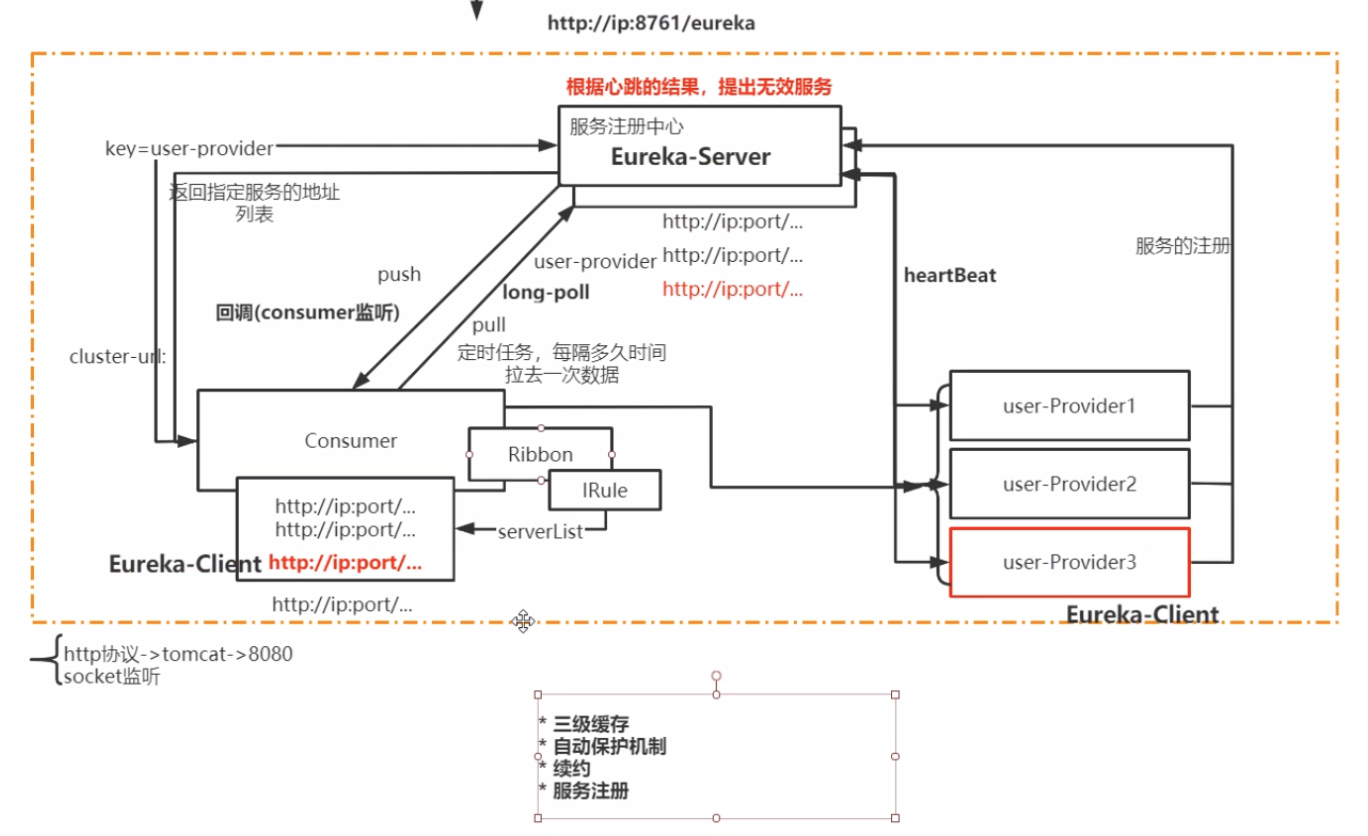 http://ip:8761/eureka
根据心跳的结果，提出无效服务
服务注册中心
Eureka-Server
key=user-provider
返回指定服务的地址
列表
http://ip:port/...
user-provider
http://ip:port/...
http://ip:port/...
服务的注册
heartBeat
push
long-poll
回调(consumer监听)
pull
定时任务，每隔多久时间
拉去一次数据
cluster-url:
Consumer
Ribbon
IRule
serverList
http://ip:port/...
http://ip:port/...
Eureka-Client
http://ip:port/...
http://ip:port/...
user-Provider1
user-Provider2
user-Provider3
Eureka-Client
http协议->tomcat->8080
socket监听
* 三级缓存
* 自动保护机制
* 续约
* 服务注册